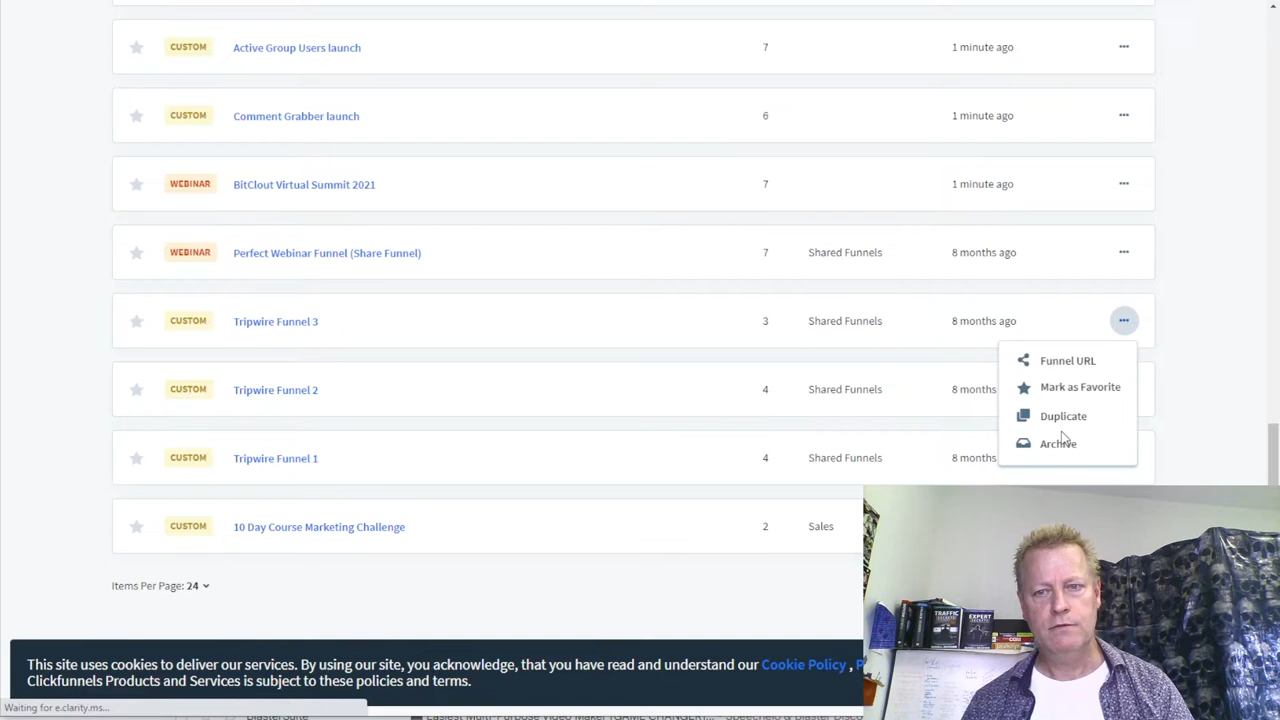 CUSTOM Active Group Users launch 7 1 minute ago
CUSTOM Comment Grabber launch 6 1 minute ago
WEBINAR BitClout Virtual Summit 2021 7 1 minute ago
WEBINAR Perfect Webinar Funnel (Share Funnel) 7 Shared Funnels 8 months ago
CUSTOM Tripwire Funnel 3 3 Shared Funnels 8 months ago
Funnel URL
Mark as Favorite
CUSTOM Tripwire Funnel 2 4 Shared Funnels 8 months
Duplicate
Archive
CUSTOM Tripwire Funnel 1 4 Shared Funnels 8 months
CUSTOM 10 Day Course Marketing Challenge 2 Sales
Items Per Page: 24
This site uses cookies to deliver our services. By using our site, you acknowledge, that you have read and understand our Cookie Policy , P
Clickfunnels Products and Services is subject to these policies and terms.
Waiting for e.clarity.ms...
TRAFFIC
SECRETS
EXPERT
SECRETS